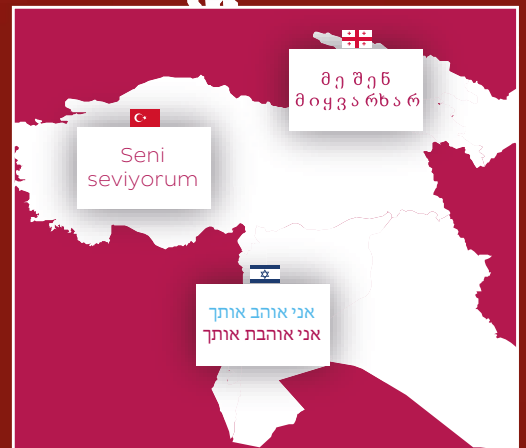 მე შენ
მიყვარხარ
Seni
seviyorum
אני אוהב אותך
אני אוהבת אותך